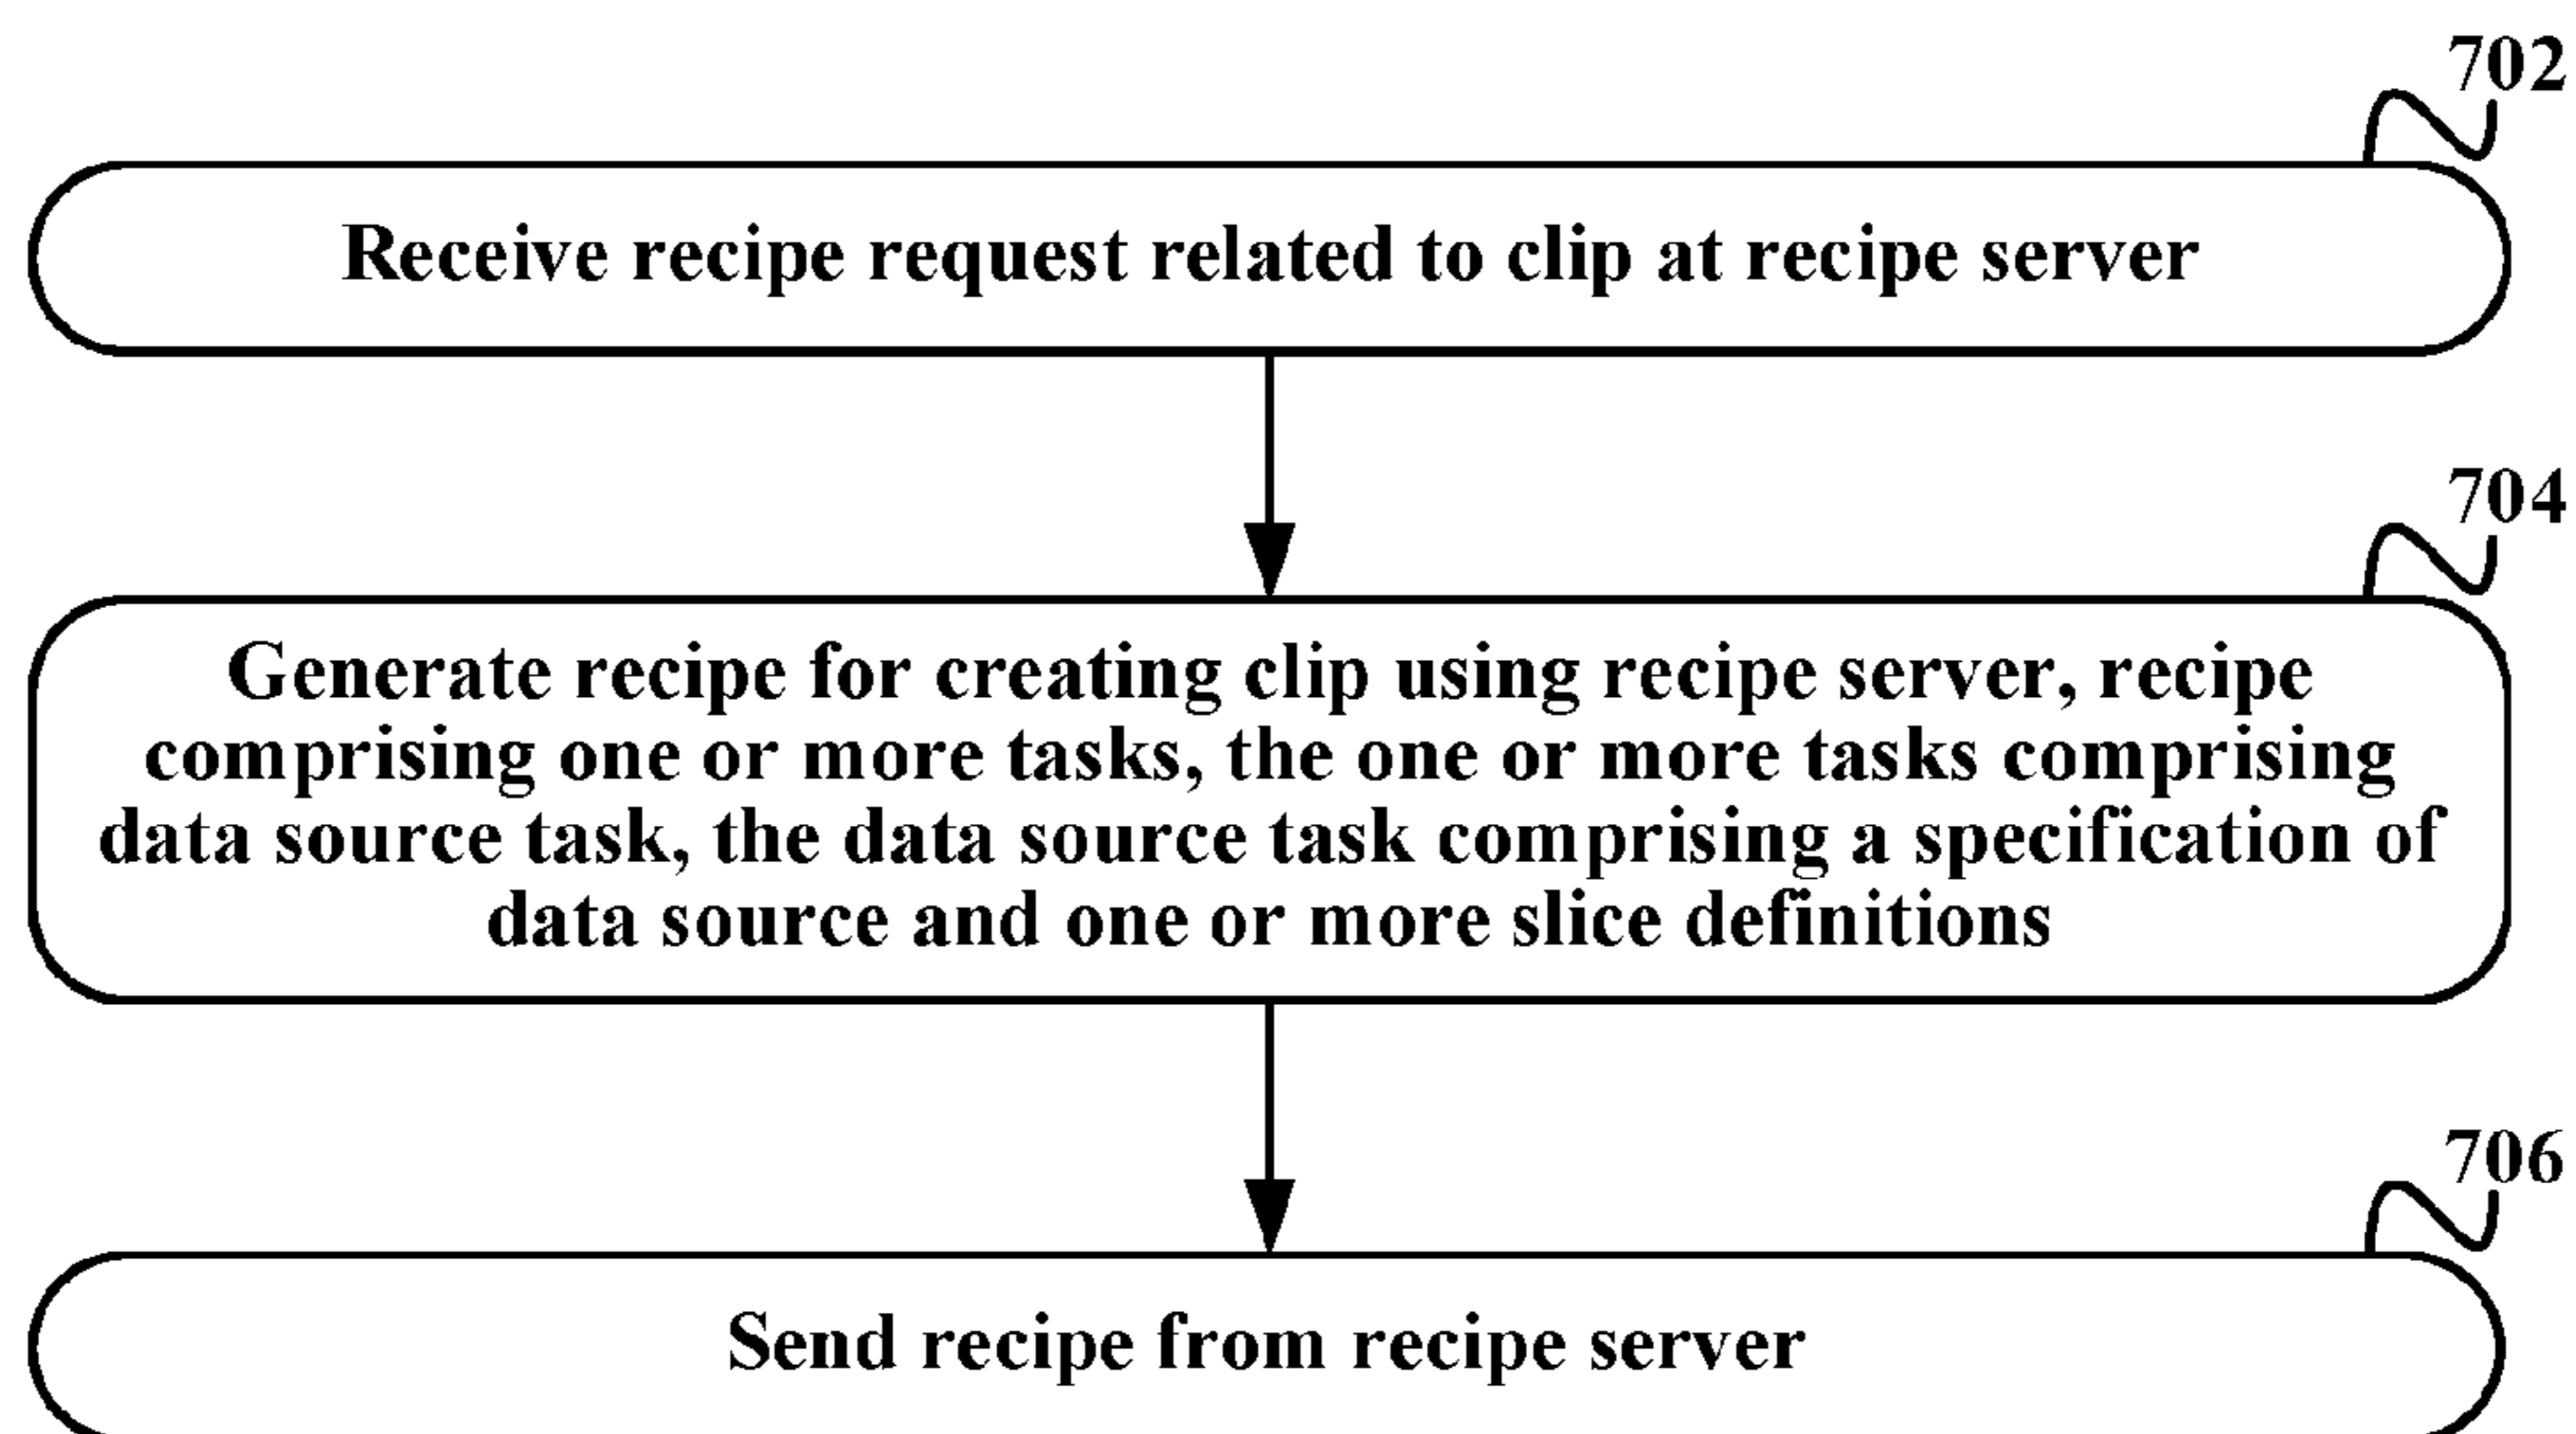 702
Receive recipe request related to clip at recipe server
704
Generate recipe for creating clip using recipe server, recipe
comprising one or more tasks, the one or more tasks comprising
data source task, the data source task comprising a specification of
data source and one or more slice definitions
706
Send recipe from recipe server